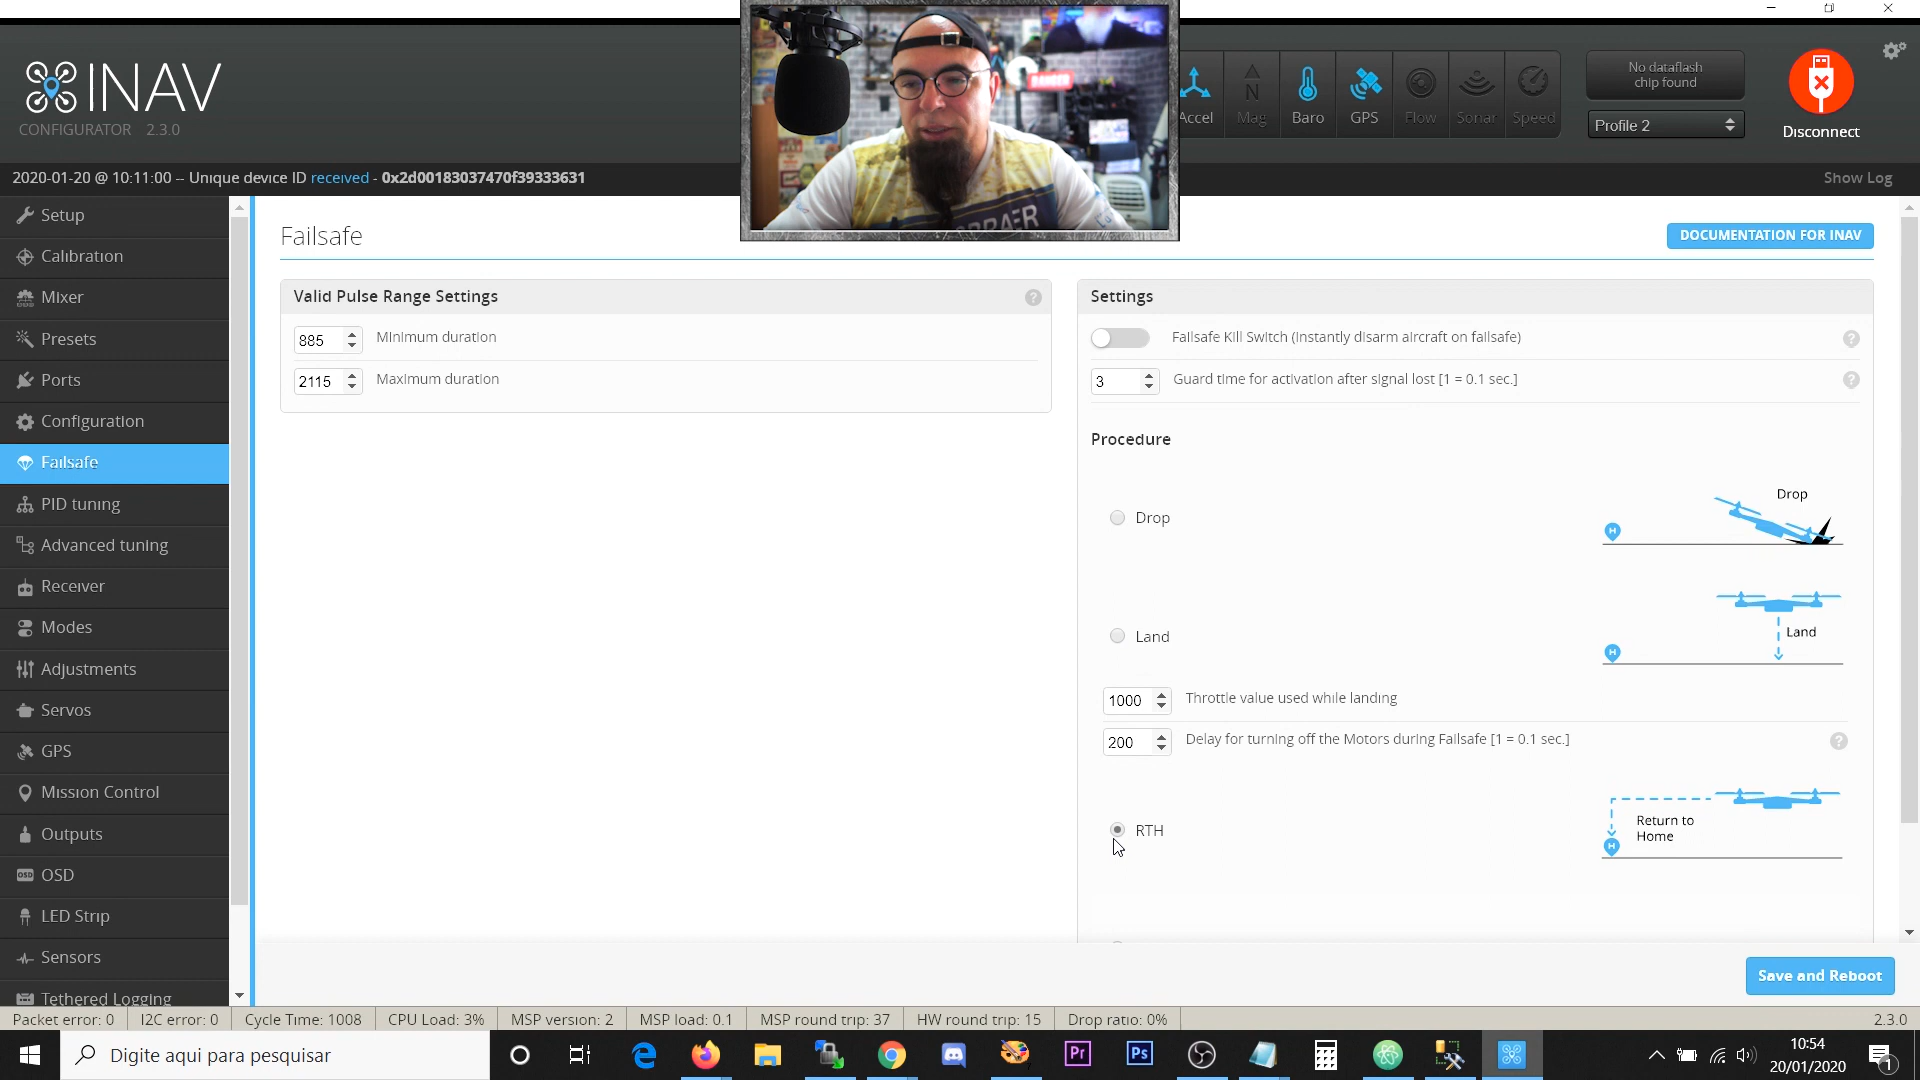 INAV
CONFIGURATOR 2.3.0
Accel
Mag
Baro
GPS
Flow
Sonar
Speed
No dataflash
chip found
Profile 2
Disconnect
2020-01-20 @ 10:11:00 -- Unique device ID received - 0x2d00183037470f39333631
Show Log
Setup
Calibration
Mixer
Presets
Ports
Configuration
Failsafe
PID tuning
Advanced tuning
Receiver
Modes
Adjustments
Servos
GPS
Mission Control
Outputs
OSD
LED Strip
Sensors
Tethered Logging
Failsafe
DOCUMENTATION FOR INAV
Valid Pulse Range Settings
885 Minimum duration
2115 Maximum duration
Settings
Failsafe Kill Switch (instantly disarm aircraft on failsafe)
3 Guard time for activation after signal lost [1 = 0.1 sec.]
Procedure
Drop
Drop
Land
Land
1000 Throttle value used while landing
200 Delay for turning off the Motors during Failsafe [1 = 0.1 sec.]
RTH
Return to
Home
Save and Reboot
Packet error: 0
I2C error: 0
Cycle Time: 1008
CPU Load: 3%
MSP version: 2
MSP load: 0.1
MSP round trip: 37
HW round trip: 15
Drop ratio: 0%
2.3.0
Digite aqui para pesquisar
Pr
Ps
10:54
20/01/2020
1